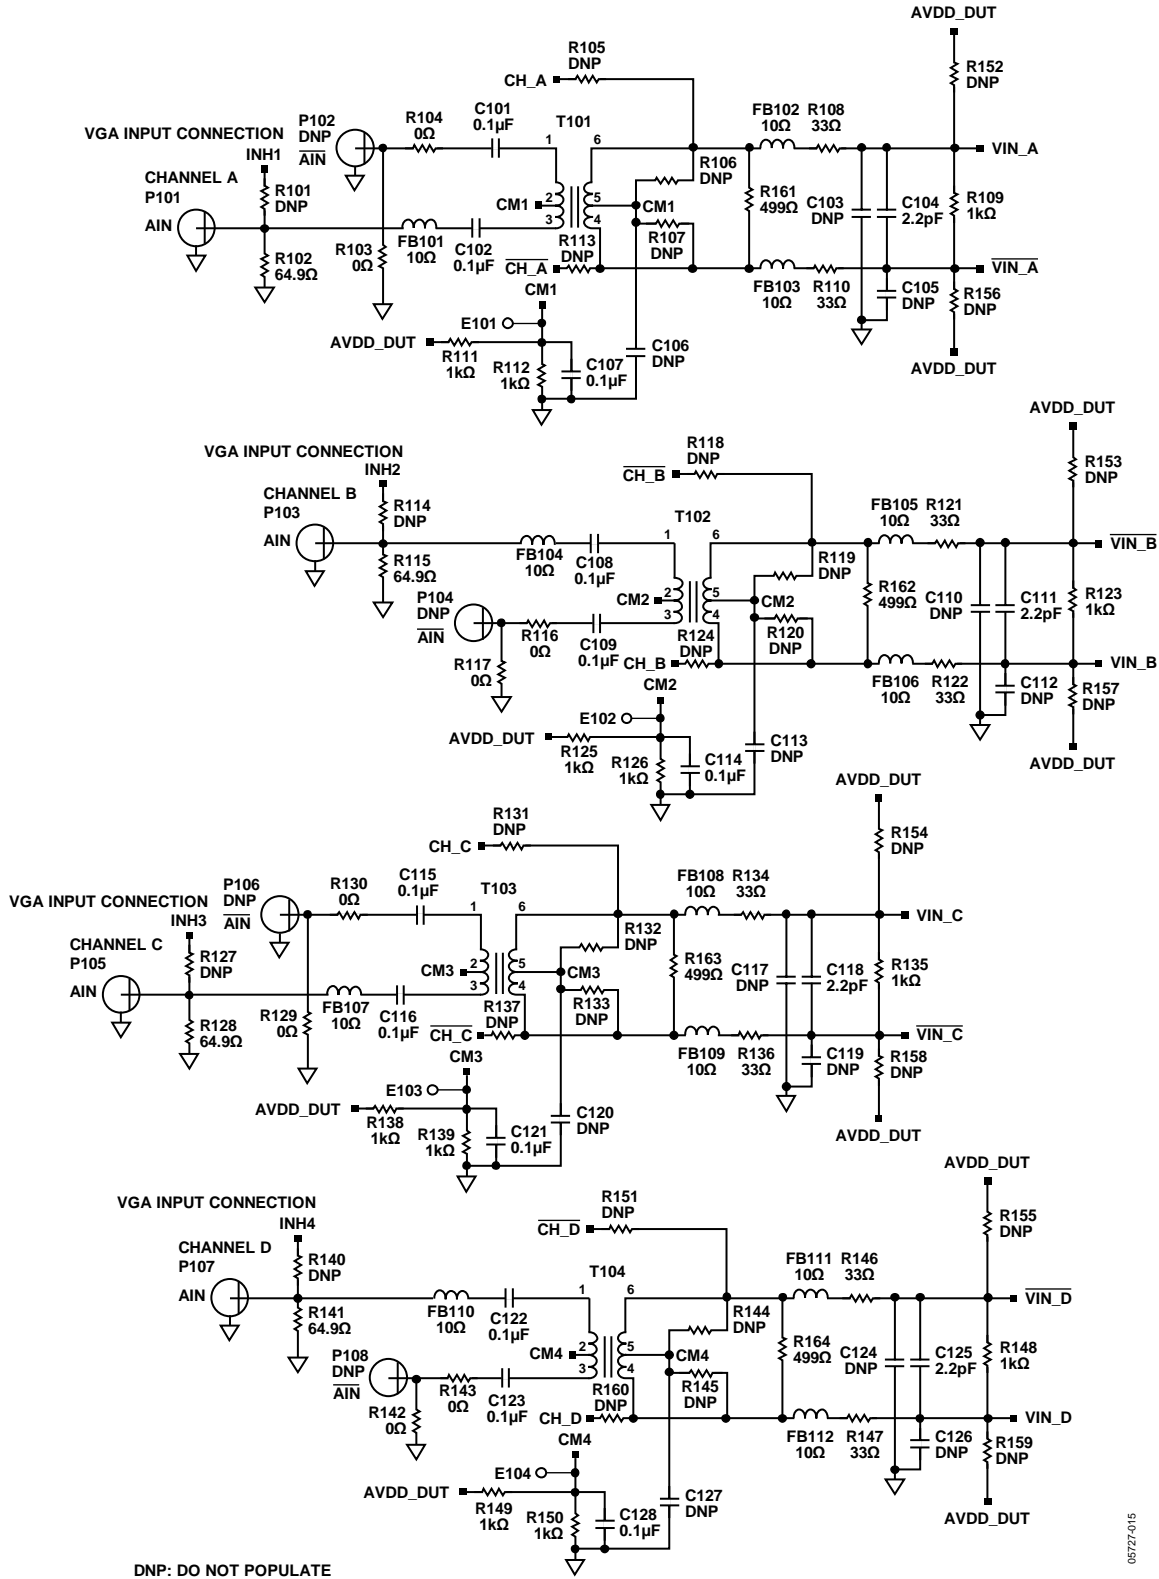 AVDD_DUT
R105
DNP
CH_A
R152
DNP
P102
DNP
AIN
R104
0Ω
C101
0.1µF
T101
FB102
10Ω
R108
33Ω
VGA INPUT CONNECTION
INH1
1
6
VIN_A
CHANNEL A
P101
R101
DNP
R106
DNP
AIN
CM1
2
5
CM1
R161
499Ω
C103
DNP
C104
2.2pF
R109
1kΩ
3
4
R102
64.9Ω
R103
0Ω
FB101
10Ω
C102
0.1µF
R113
DNP
R107
DNP
CH_A
FB103
10Ω
R110
33Ω
C105
DNP
VIN_A
R156
DNP
CM1
E101
AVDD_DUT
R111
1kΩ
R112
1kΩ
C107
0.1µF
C106
DNP
AVDD_DUT
AVDD_DUT
VGA INPUT CONNECTION
INH2
R118
DNP
CH_B
R153
DNP
CHANNEL B
P103
R114
DNP
T102
FB105
10Ω
R121
33Ω
AIN
1
6
VIN_B
FB104
10Ω
C108
0.1µF
R115
64.9Ω
R119
DNP
P104
DNP
AIN
CM2
2
5
CM2
R162
499Ω
C110
DNP
C111
2.2pF
R123
1kΩ
3
4
R116
0Ω
C109
0.1µF
R124
DNP
R120
DNP
R117
0Ω
CH_B
FB106
10Ω
R122
33Ω
C112
DNP
VIN_B
R157
DNP
CM2
E102
AVDD_DUT
R125
1kΩ
R126
1kΩ
C114
0.1µF
C113
DNP
AVDD_DUT
AVDD_DUT
R131
DNP
CH_C
R154
DNP
P106
DNP
AIN
R130
0Ω
C115
0.1µF
T103
FB108
10Ω
R134
33Ω
VGA INPUT CONNECTION
INH3
1
6
VIN_C
CHANNEL C
P105
R127
DNP
R132
DNP
AIN
CM3
2
5
CM3
R163
499Ω
C117
DNP
C118
2.2pF
R135
1kΩ
3
4
R128
64.9Ω
R129
0Ω
FB107
10Ω
C116
0.1µF
R137
DNP
R133
DNP
CH_C
FB109
10Ω
R136
33Ω
C119
DNP
VIN_C
R158
DNP
CM3
E103
AVDD_DUT
R138
1kΩ
R139
1kΩ
C121
0.1µF
C120
DNP
AVDD_DUT
AVDD_DUT
VGA INPUT CONNECTION
INH4
R151
DNP
CH_D
R155
DNP
CHANNEL D
P107
R140
DNP
T104
FB111
10Ω
R146
33Ω
AIN
1
6
VIN_D
FB110
10Ω
C122
0.1µF
R141
64.9Ω
R144
DNP
P108
DNP
AIN
CM4
2
5
CM4
R164
499Ω
C124
DNP
C125
2.2pF
R148
1kΩ
3
4
R143
0Ω
C123
0.1µF
R160
DNP
R145
DNP
R142
0Ω
CH_D
FB112
10Ω
R147
33Ω
C126
DNP
VIN_D
R159
DNP
CM4
E104
AVDD_DUT
R149
1kΩ
R150
1kΩ
C128
0.1µF
C127
DNP
AVDD_DUT
05727-015
DNP: DO NOT POPULATE